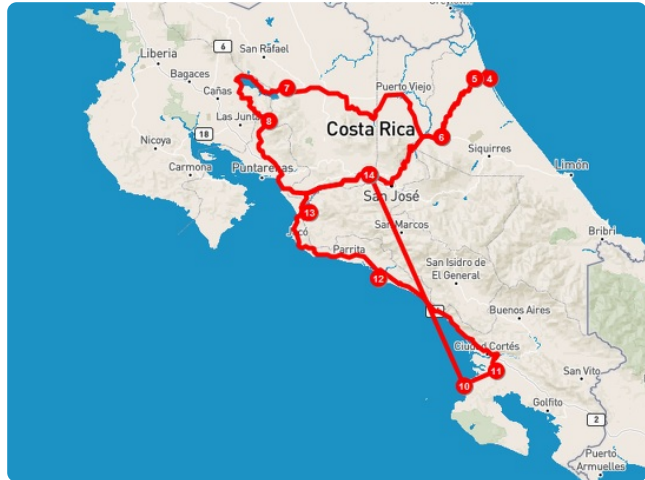 Liberia
6
San Rafael
Bagaces
Cañas
7
Puerto Viejo
5
4
Las Junta
8
Costa Rica
6
Nicoya
18
Siquirres
Carmona
Puntarenas
14
Limón
San José
13
San Marcos
Bribri
Parrita
12
San Isidro de
El General
Buenos Aires
Ciudad Cortés
11
10
San Vito
Golfito
2
Puerto
Armuelles